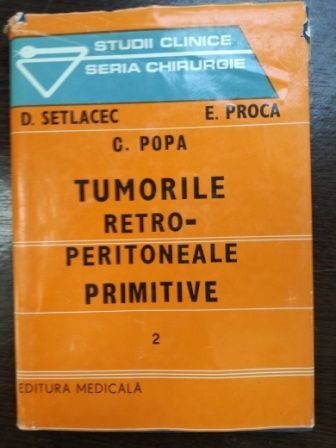 STUDII CLINICE
SERIA CHIRURGIE
D. SETLACEC E. PROCA
G. POPA
TUMORILE
RETRO-
PERITONEALE
PRIMITIVE
2
EDITURA MEDICALĂ